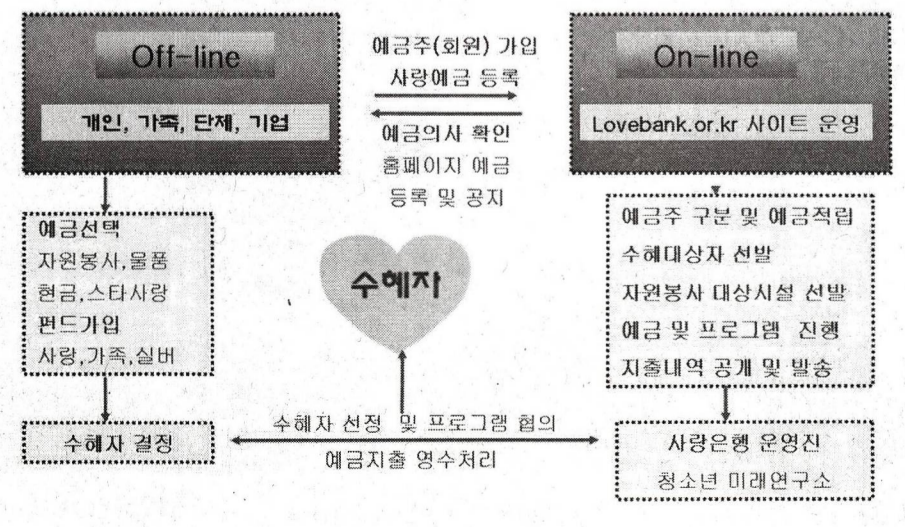 Off-line
개인, 가족, 단체, 기업
예금주(회원) 가입
사랑예금 등록
예금의사 확인
홈페이지 예금
등록 및 공지
On-line
Lovebank.or.kr 사이트 운영
예금선택
자원봉사,물품
현금,스타사랑
펀드가입
사랑,가족,실버
수혜자
예금주 구분 및 예금적립
수혜대상자 선발
자원봉사 대상시설 선발
예금 및 프로그램 진행
지출내역 공개 및 발송
수혜자 결정
수혜자 선정 및 프로그램 협의
예금지출 영수처리
사랑은행 운영진
청소년 미래연구소